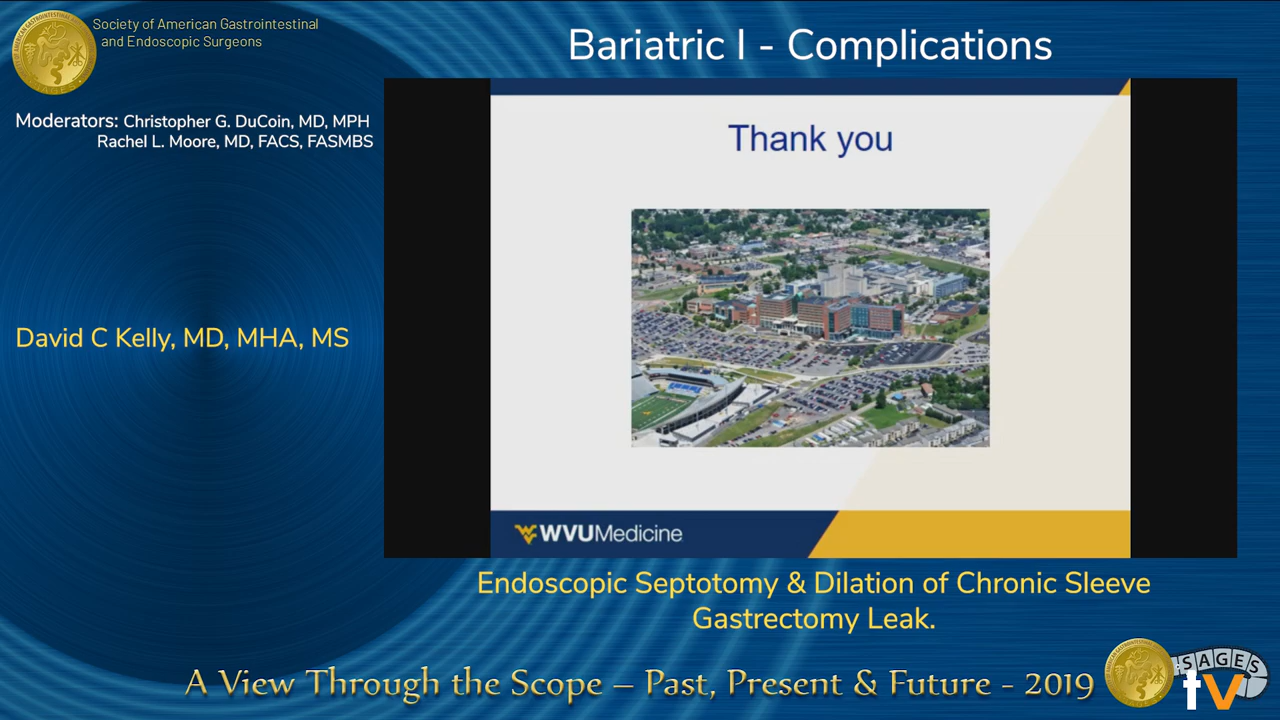 Society of American Gastrointestinal
and Endoscopic Surgeons
Bariatric I - Complications
Moderators: Christopher G. DuCoin, MD, MPH
Rachel L. Moore, MD, FACS, FASMBS
Thank you
David C Kelly, MD, MHA, MS
WVUMedicine
Endoscopic Septotomy & Dilation of Chronic Sleeve
Gastrectomy Leak.
A View Through the Scope – Past, Present & Future - 2019
SAGES
tv